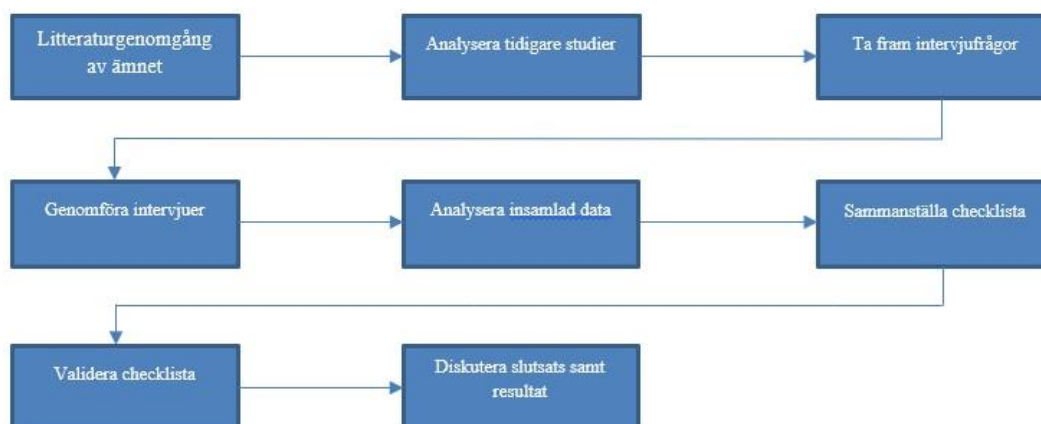 Litteraturgenomgång
av ämnet
Analysera tidigare studier
Ta fram intervjufrågor
Genomföra intervjuer
Analysera insamlad data
Sammanställa checklista
Validera checklista
Diskutera slutsats samt
resultat